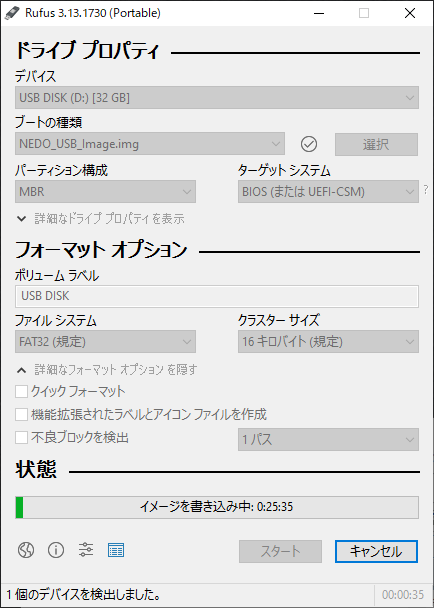 Rufus 3.13.1730 (Portable)
ドライブ プロパティ
デバイス
USB DISK (D:) [32 GB]
ブートの種類
NEDO_USB_Image.img
選択
パーティション構成
ターゲット システム
MBR
BIOS (または UEFI-CSM)
?
詳細なドライブ プロパティを表示
フォーマット オプション
ボリューム ラベル
USB DISK
ファイル システム
クラスター サイズ
FAT32 (規定)
16 キロバイト (規定)
詳細なフォーマット オプション を隠す
クイック フォーマット
機能拡張されたラベルとアイコン ファイルを作成
不良ブロックを検出
1 パス
状態
イメージを書き込み中: 0:25:35
スタート
キャンセル
1 個のデバイスを検出しました。
00:00:35